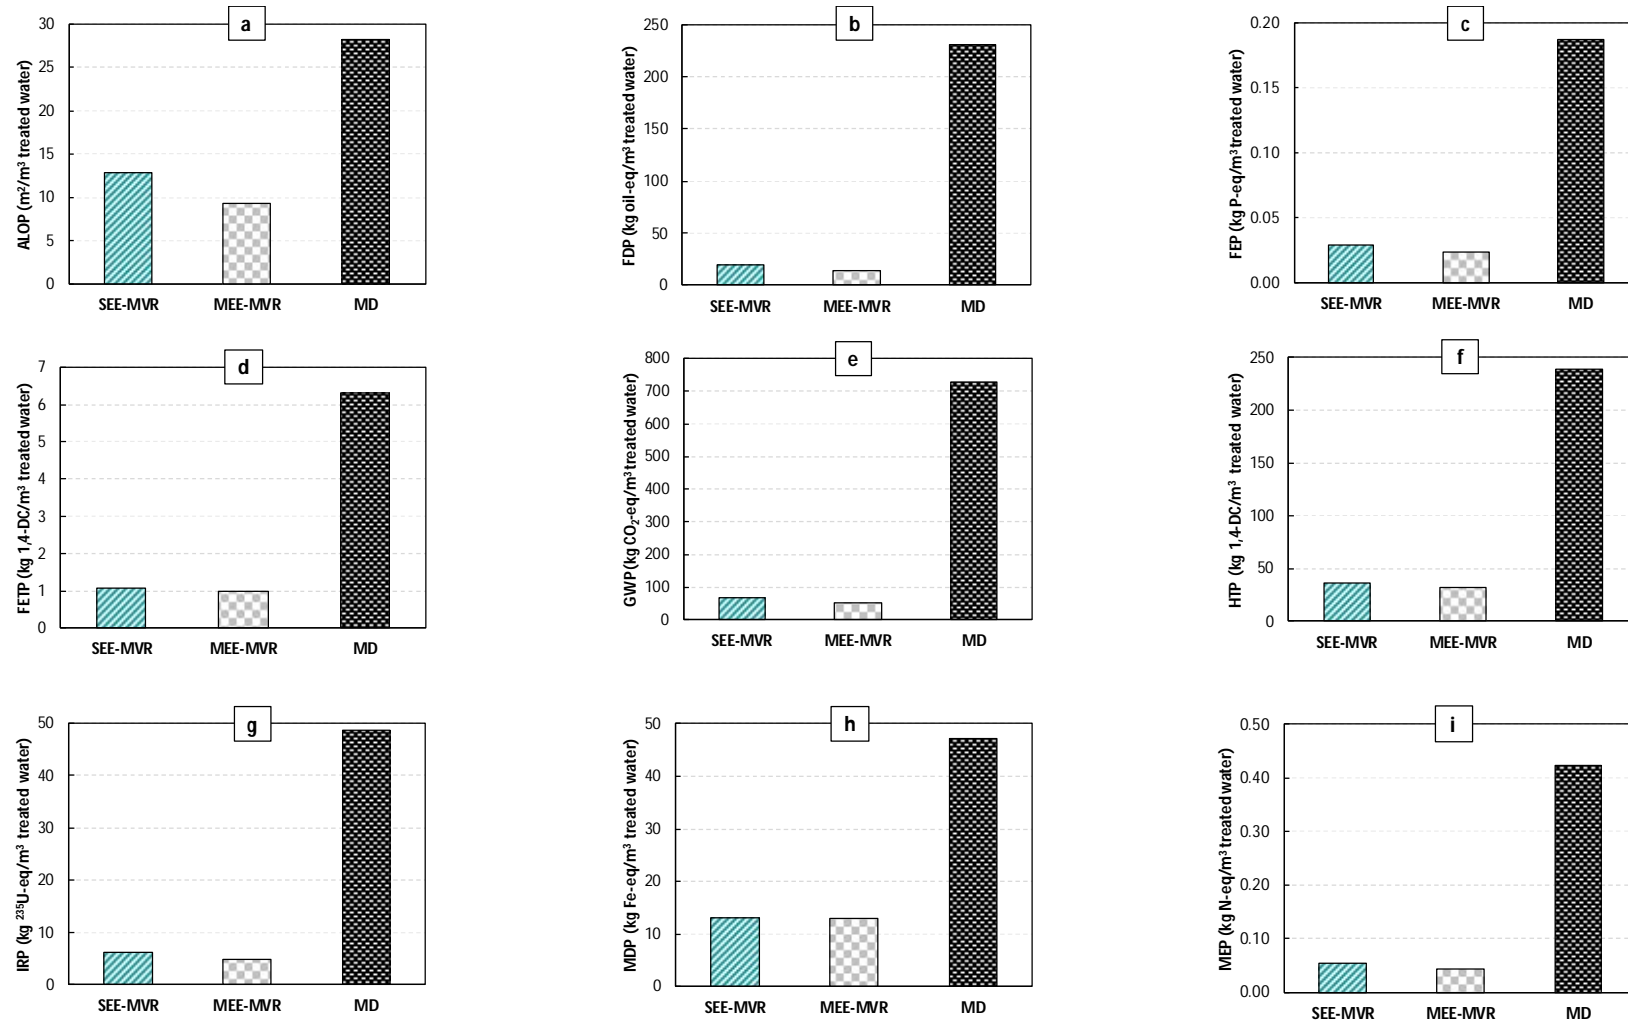 a
ALOP (m²/m³ treated water)
30
25
20
15
10
5
0
SEE-MVR MEE-MVR MD
b
FDP (kg oil-eq/m³ treated water)
250
200
150
100
50
0
SEE-MVR MEE-MVR MD
c
FEP (kg P-eq/m³ treated water)
0.20
0.15
0.10
0.05
0.00
SEE-MVR MEE-MVR MD
d
FETP (kg 1,4-DC/m³ treated water)
7
6
5
4
3
2
1
0
SEE-MVR MEE-MVR MD
e
GWP (kg CO₂-eq/m³ treated water)
800
700
600
500
400
300
200
100
0
SEE-MVR MEE-MVR MD
f
HTP (kg 1,4-DC/m³ treated water)
250
200
150
100
50
0
SEE-MVR MEE-MVR MD
g
IRP (kg ²³⁵U-eq/m³ treated water)
50
40
30
20
10
0
SEE-MVR MEE-MVR MD
h
MDP (kg Fe-eq/m³ treated water)
50
40
30
20
10
0
SEE-MVR MEE-MVR MD
i
MEP (kg N-eq/m³ treated water)
0.50
0.40
0.30
0.20
0.10
0.00
SEE-MVR MEE-MVR MD